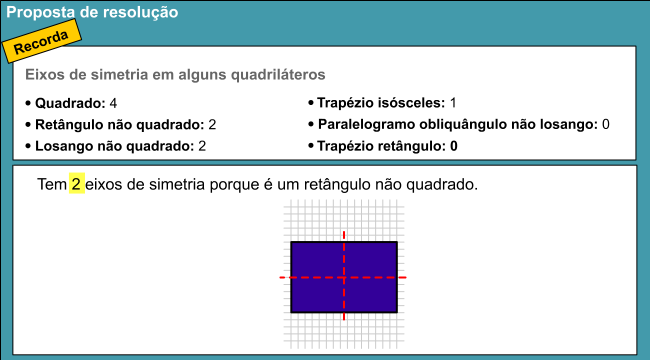 Proposta de resolução
Recorda
Eixos de simetria em alguns quadriláteros
• Quadrado: 4
• Retângulo não quadrado: 2
• Losango não quadrado: 2
• Trapézio isósceles: 1
• Paralelogramo obliquângulo não losango: 0
• Trapézio retângulo: 0
Tem 2 eixos de simetria porque é um retângulo não quadrado.